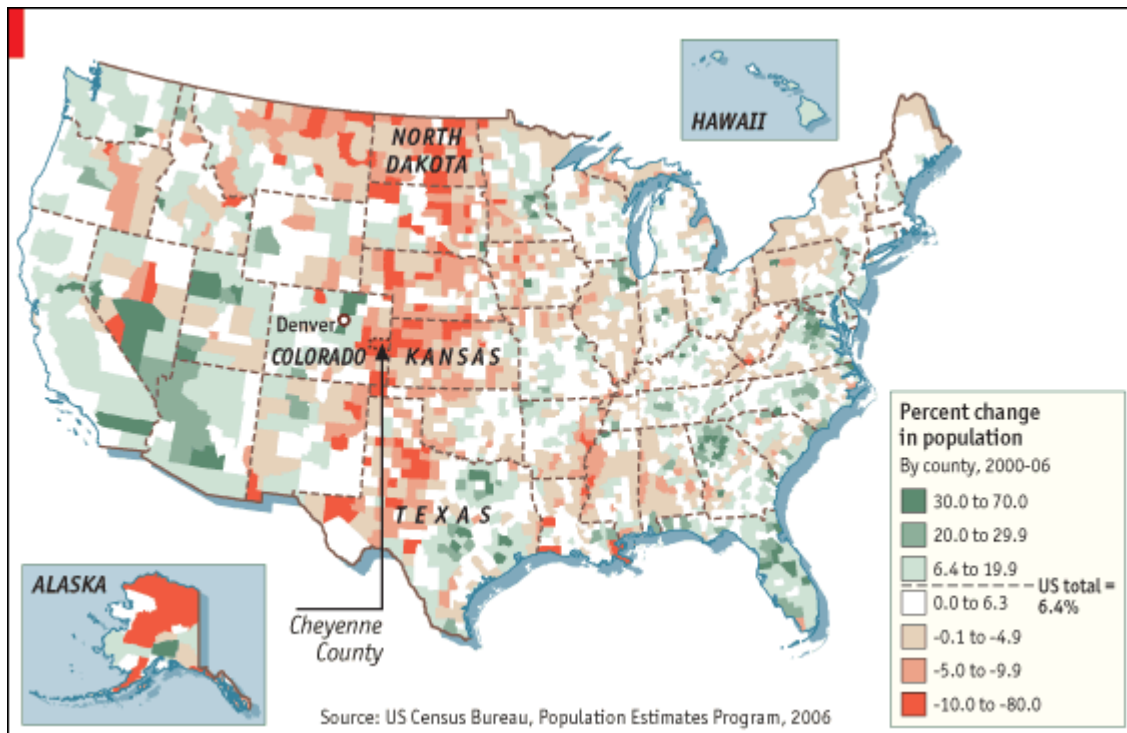 HAWAII
NORTH
DAKOTA
Denver
COLORADO
KANSAS
TEXAS
ALASKA
Cheyenne
County
Percent change
in population
By county, 2000-06
30.0 to 70.0
20.0 to 29.9
6.4 to 19.9
US total =
6.4%
0.0 to 6.3
-0.1 to -4.9
-5.0 to -9.9
-10.0 to -80.0
Source: US Census Bureau, Population Estimates Program, 2006